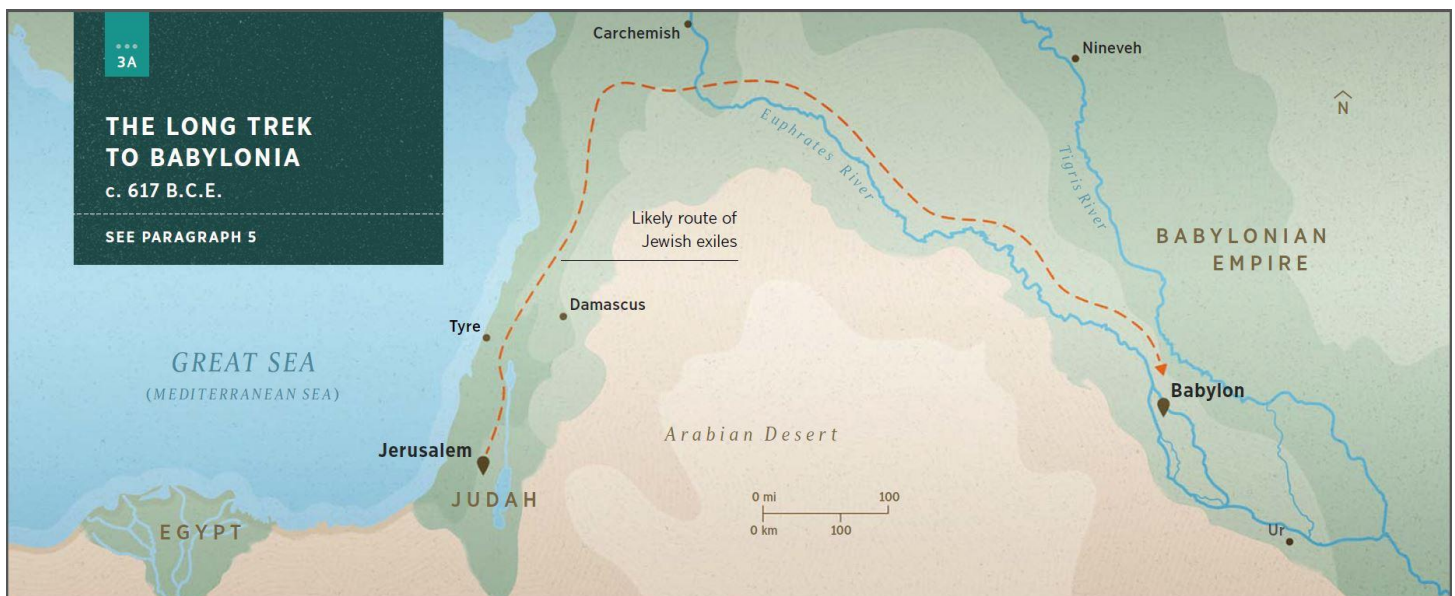 3A
THE LONG TREK
TO BABYLONIA
c. 617 B.C.E.
SEE PARAGRAPH 5
Carchemish
Nineveh
N
Euphrates River
Tigris River
Likely route of
Jewish exiles
BABYLONIAN
EMPIRE
Damascus
Tyre
GREAT SEA
(MEDITERRANEAN SEA)
Babylon
Arabian Desert
Jerusalem
JUDAH
EGYPT
0 mi 100
0 km 100
Ur